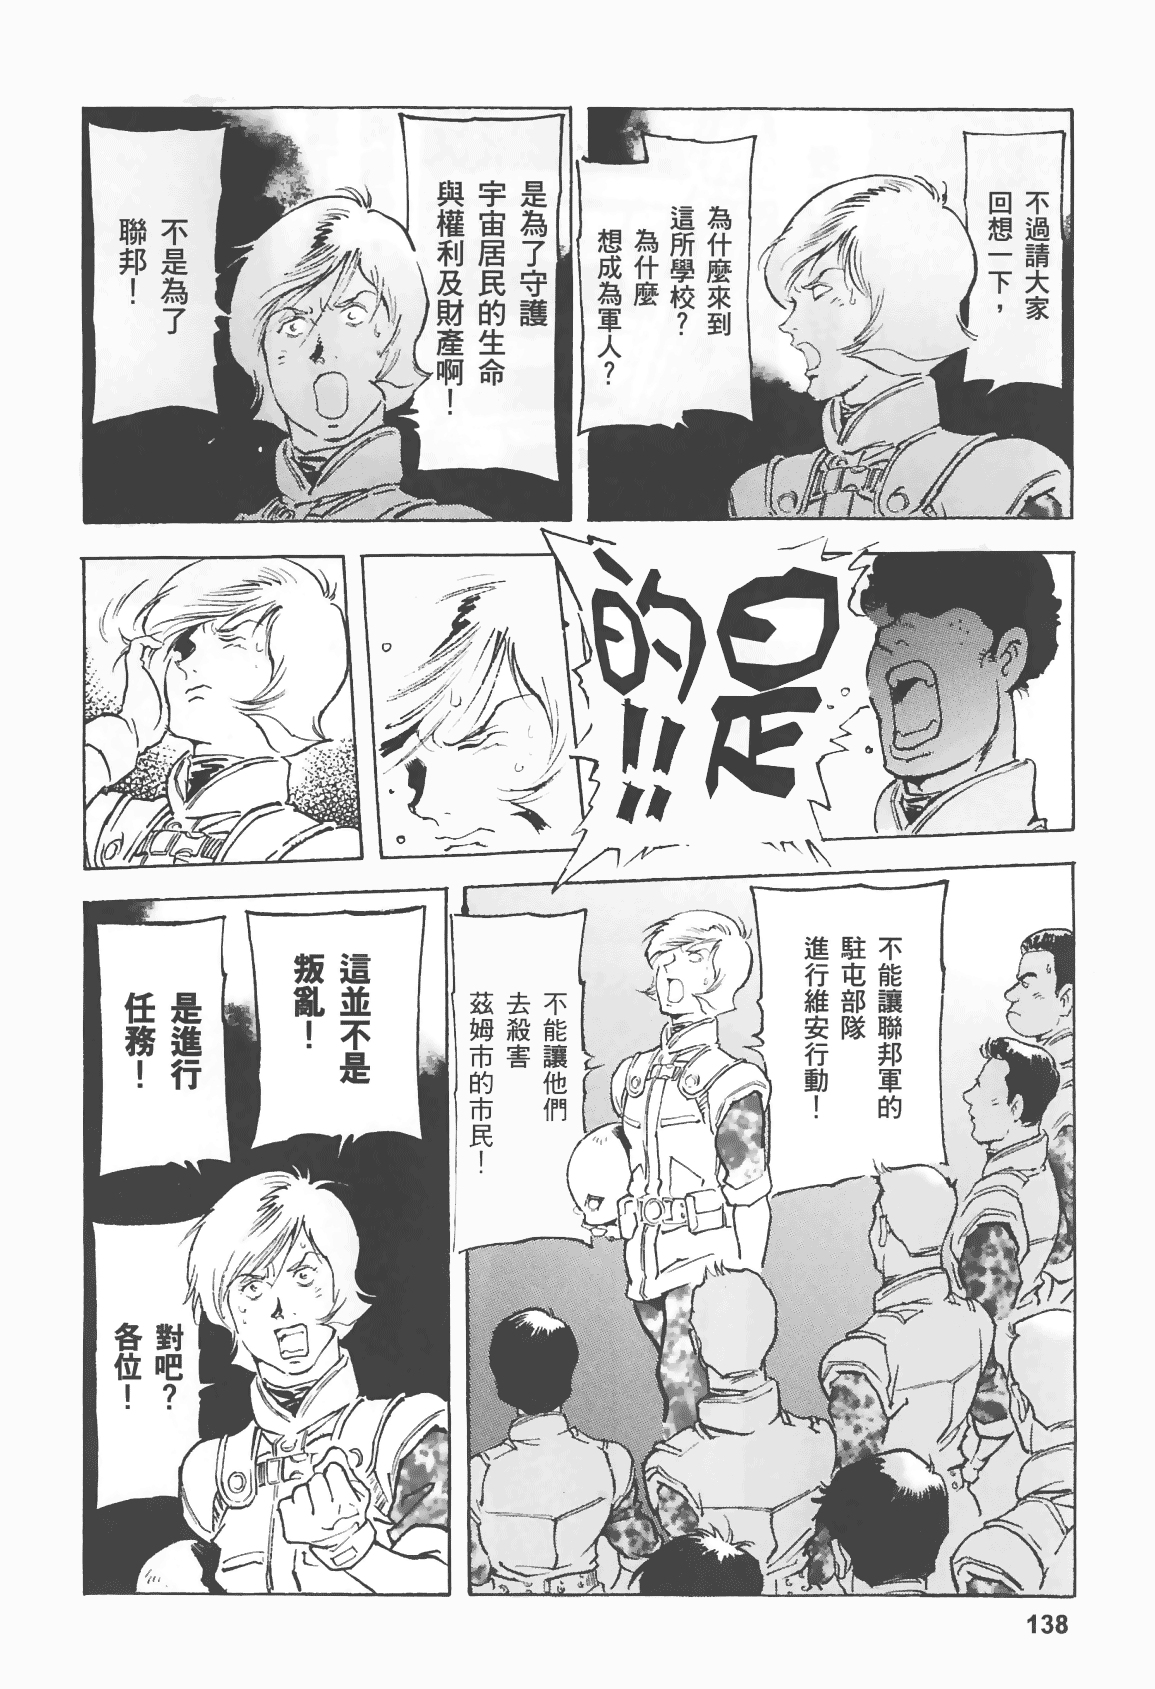 不過請大家
回想一下，
為什麼來到
這所學校？
為什麼
想成為軍人？
是為了守護
宇宙居民的生命
與權利及財產啊！
不是為了
聯邦！
是
的!!
不能讓聯邦軍的
駐屯部隊
進行維安行動！
不能讓他們
去殺害
茲姆市的市民！
這並不是
叛亂！
是進行
任務！
對吧？
各位！
138